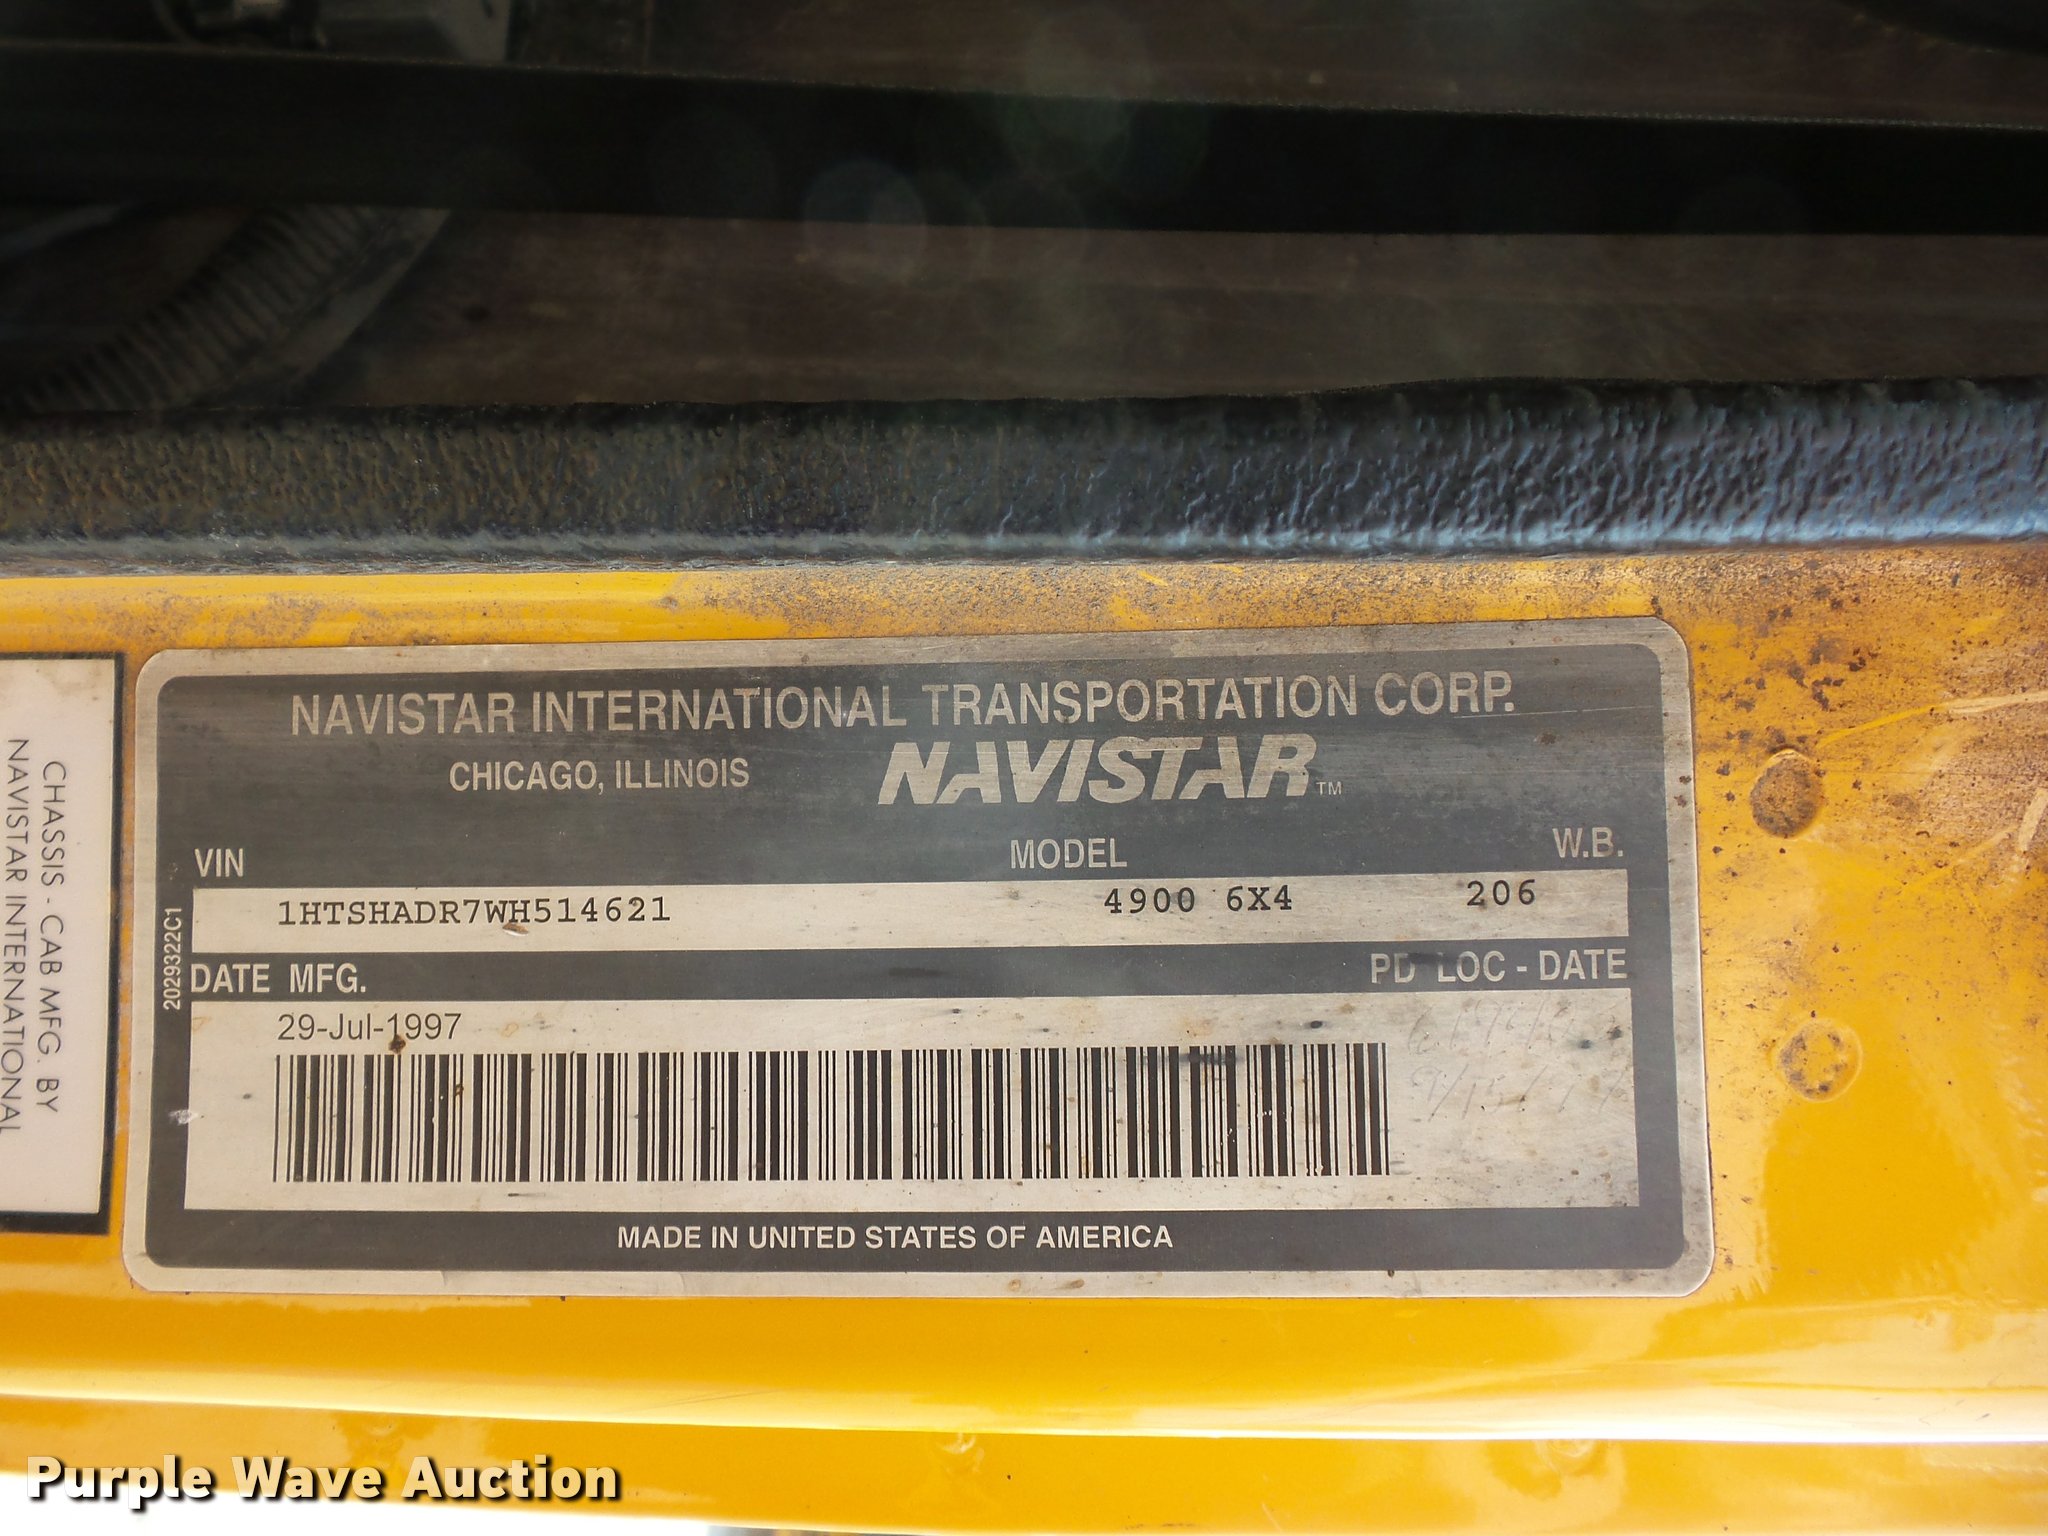 NAVISTAR INTERNATIONAL TRANSPORTATION CORP.
CHICAGO, ILLINOIS
NAVISTAR TM
VIN MODEL W.B.
1HTSHADR7WH514621 4900 6X4 206
DATE MFG. PD LOC - DATE
29-Jul-1997
MADE IN UNITED STATES OF AMERICA
2029322C1
CHASSIS - CAB MFG. BY
NAVISTAR INTERNATIONAL
Purple Wave Auction